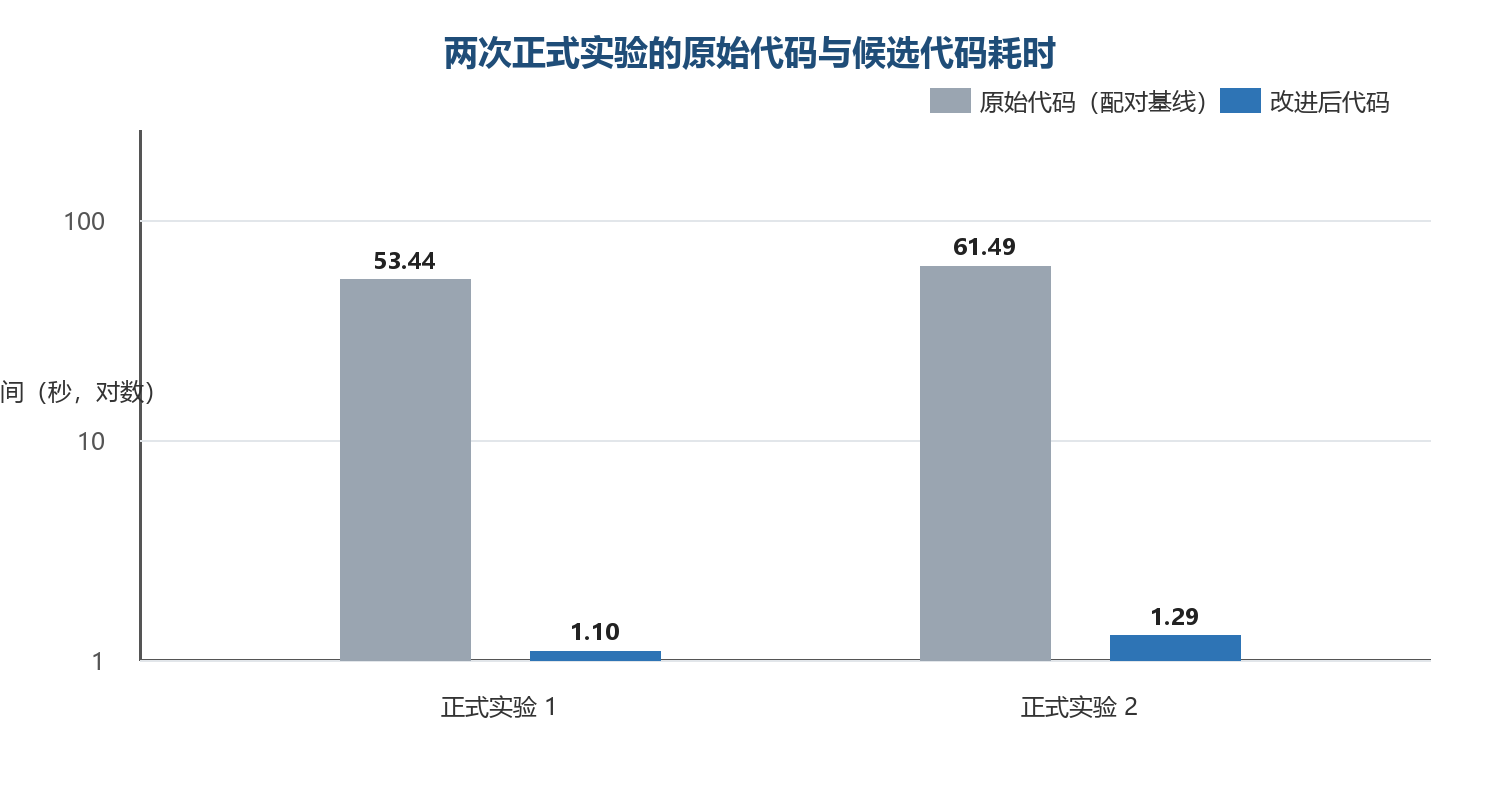 两次正式实验的原始代码与候选代码耗时
原始代码（配对基线） 改进后代码
100
53.44
61.49
间（秒，对数）
10
1.10
1.29
1
正式实验 1
正式实验 2